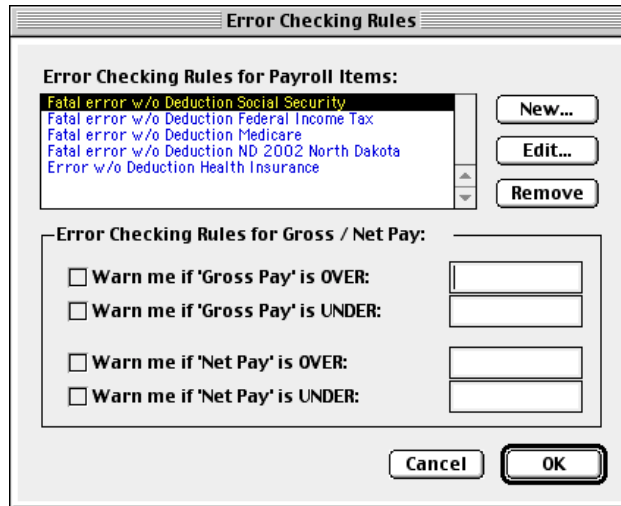 Error Checking Rules
Error Checking Rules for Payroll Items:
Fatal error w/o Deduction Social Security
Fatal error w/o Deduction Federal Income Tax
Fatal error w/o Deduction Medicare
Fatal error w/o Deduction ND 2002 North Dakota
Error w/o Deduction Health Insurance
New...
Edit...
Remove
Error Checking Rules for Gross / Net Pay:
Warn me if 'Gross Pay' is OVER:
Warn me if 'Gross Pay' is UNDER:
Warn me if 'Net Pay' is OVER:
Warn me if 'Net Pay' is UNDER:
Cancel
OK